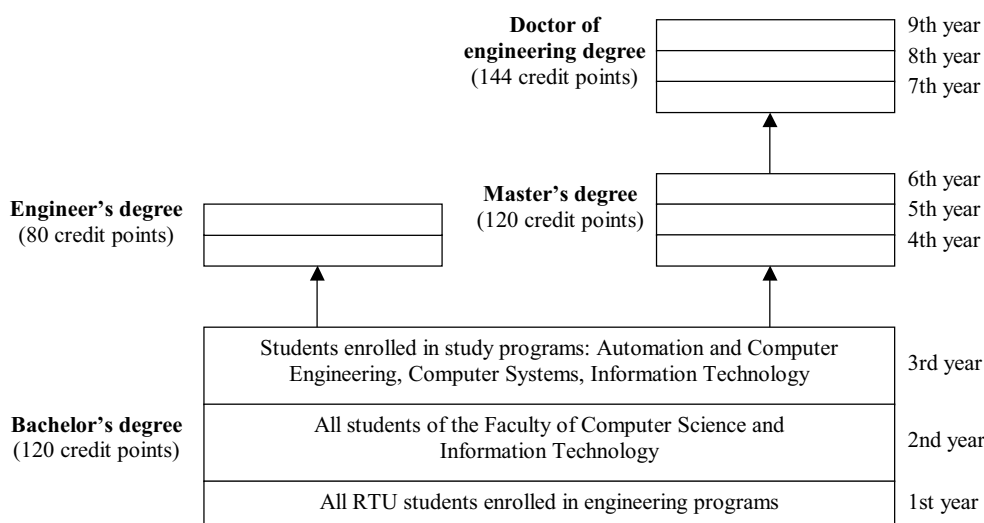 Doctor of
engineering degree
(144 credit points)
9th year
8th year
7th year
Engineer's degree
(80 credit points)
Master's degree
(120 credit points)
6th year
5th year
4th year
Bachelor's degree
(120 credit points)
Students enrolled in study programs: Automation and Computer
Engineering, Computer Systems, Information Technology
3rd year
All students of the Faculty of Computer Science and
Information Technology
2nd year
All RTU students enrolled in engineering programs
1st year